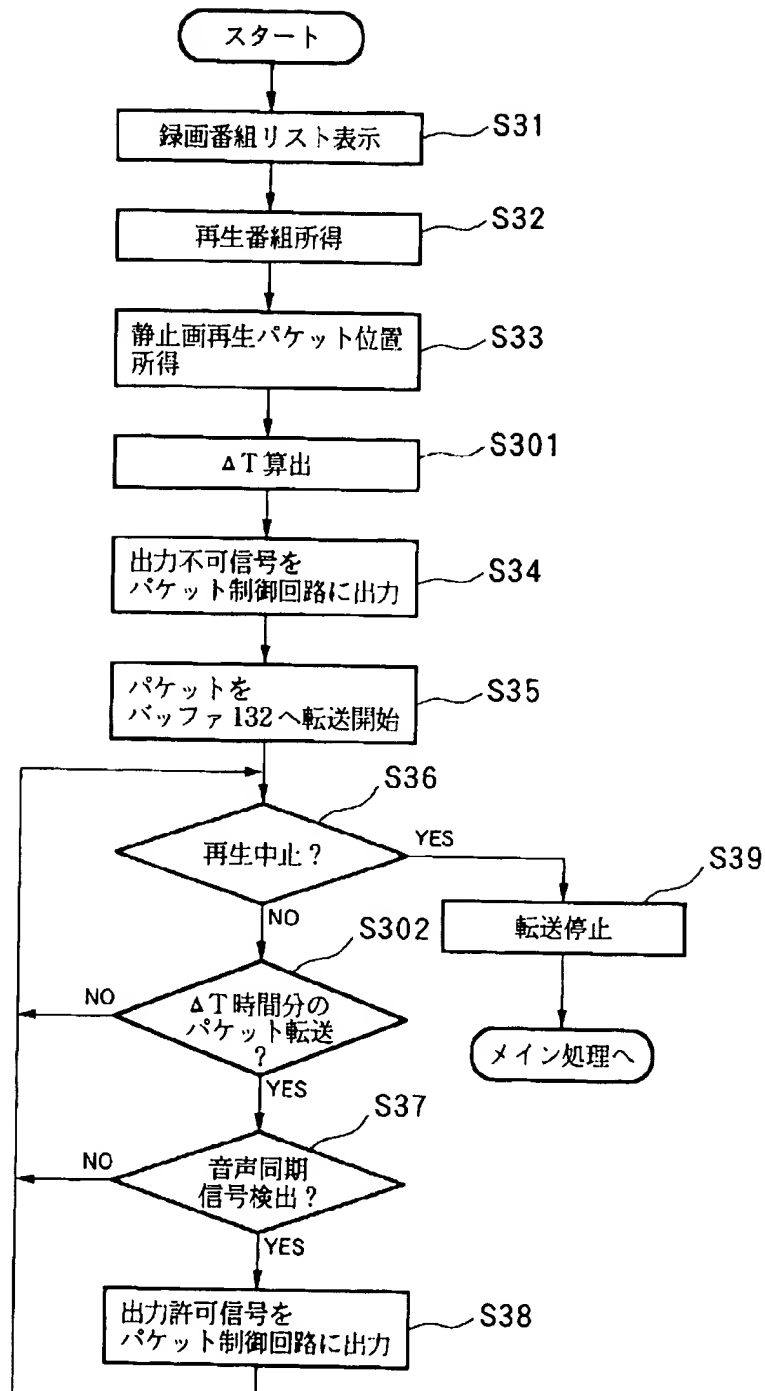 スタート
録画番組リスト表示
S31
再生番組所得
S32
静止画再生パケット位置
所得
S33
ΔT算出
S301
出力不可信号を
パケット制御回路に出力
S34
パケットを
バッファ132へ転送開始
S35
再生中止?
S36
YES
NO
転送停止
S39
メイン処理へ
ΔT時間分の
パケット転送
?
S302
NO
YES
音声同期
信号検出?
S37
NO
YES
出力許可信号を
パケット制御回路に出力
S38